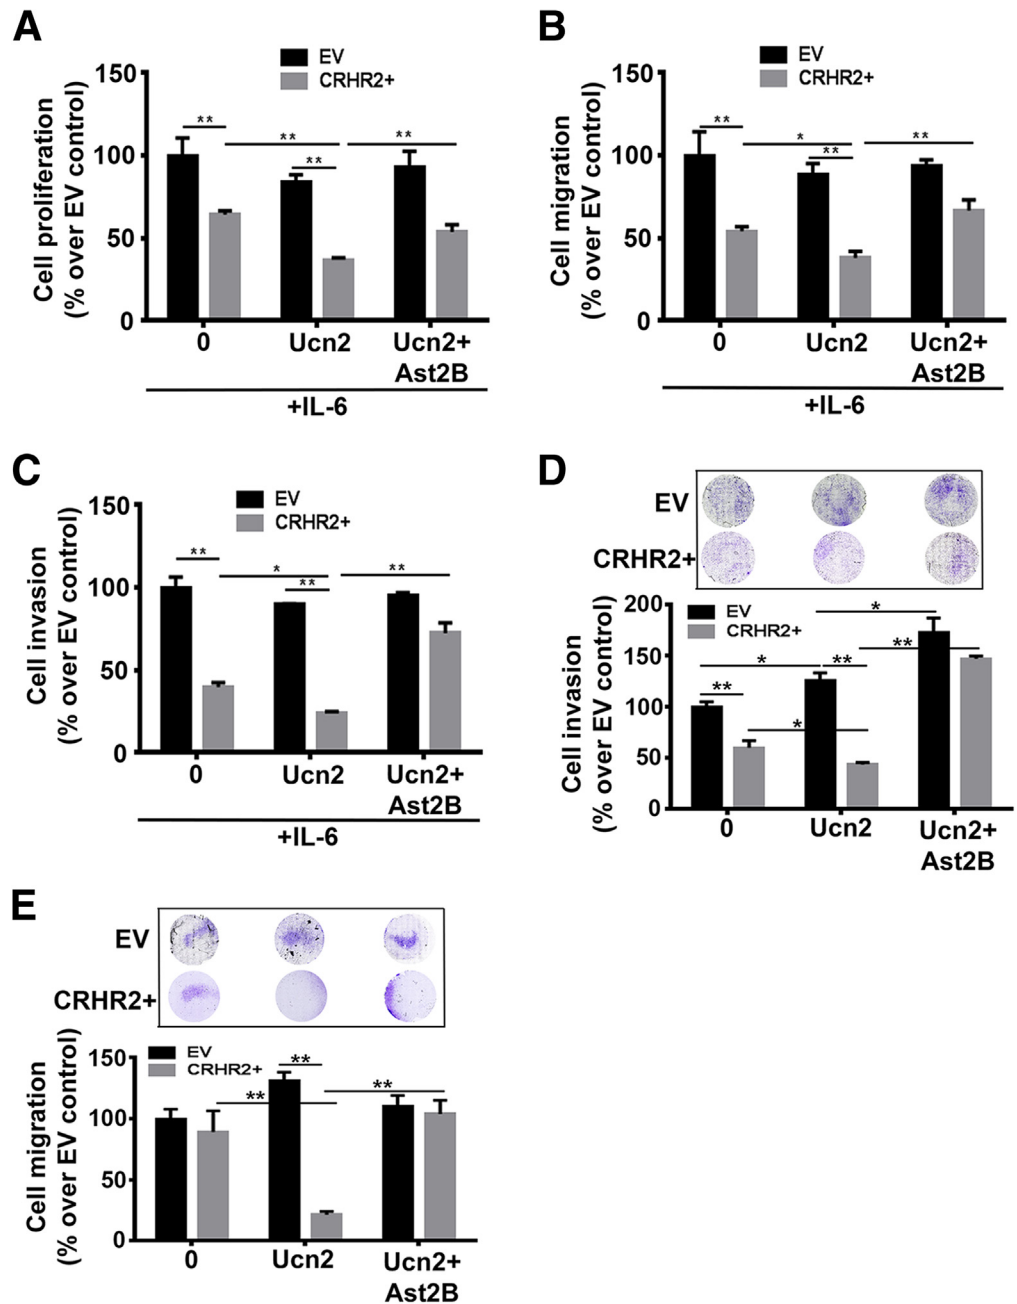 A
EV
CRHR2+
Cell proliferation
(% over EV control)
150
100
50
0
**
**
**
**
0
Ucn2
Ucn2+
Ast2B
+IL-6
B
EV
CRHR2+
Cell migration
(% over EV control)
150
100
50
0
**
*
**
**
0
Ucn2
Ucn2+
Ast2B
+IL-6
C
EV
CRHR2+
Cell invasion
(% over EV control)
150
100
50
0
**
*
**
**
0
Ucn2
Ucn2+
Ast2B
+IL-6
D
EV
CRHR2+
EV
CRHR2+
Cell invasion
(% over EV control)
200
150
100
50
0
*
**
*
**
**
*
0
Ucn2
Ucn2+
Ast2B
E
EV
CRHR2+
EV
CRHR2+
Cell migration
(% over EV control)
150
100
50
0
**
**
**
0
Ucn2
Ucn2+
Ast2B